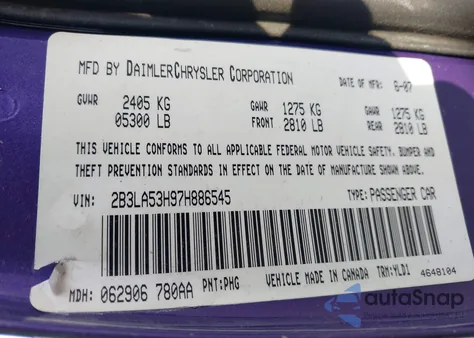 MFD BY DAIMLERCHRYSLER CORPORATION DATE OF MFR: 6-07
GVWR 2405 KG GAWR 1275 KG GAWR 1275 KG
05300 LB FRONT 2810 LB REAR 2810 LB
THIS VEHICLE CONFORMS TO ALL APPLICABLE FEDERAL MOTOR VEHICLE SAFETY, BUMPER AND
THEFT PREVENTION STANDARDS IN EFFECT ON THE DATE OF MANUFACTURE SHOWN ABOVE.
VIN: 2B3LA53H97H886545 TYPE: PASSENGER CAR
MDH: 062906 780AA PNT: PHG VEHICLE MADE IN CANADA TRM: YLD1 4648104
autoSnap